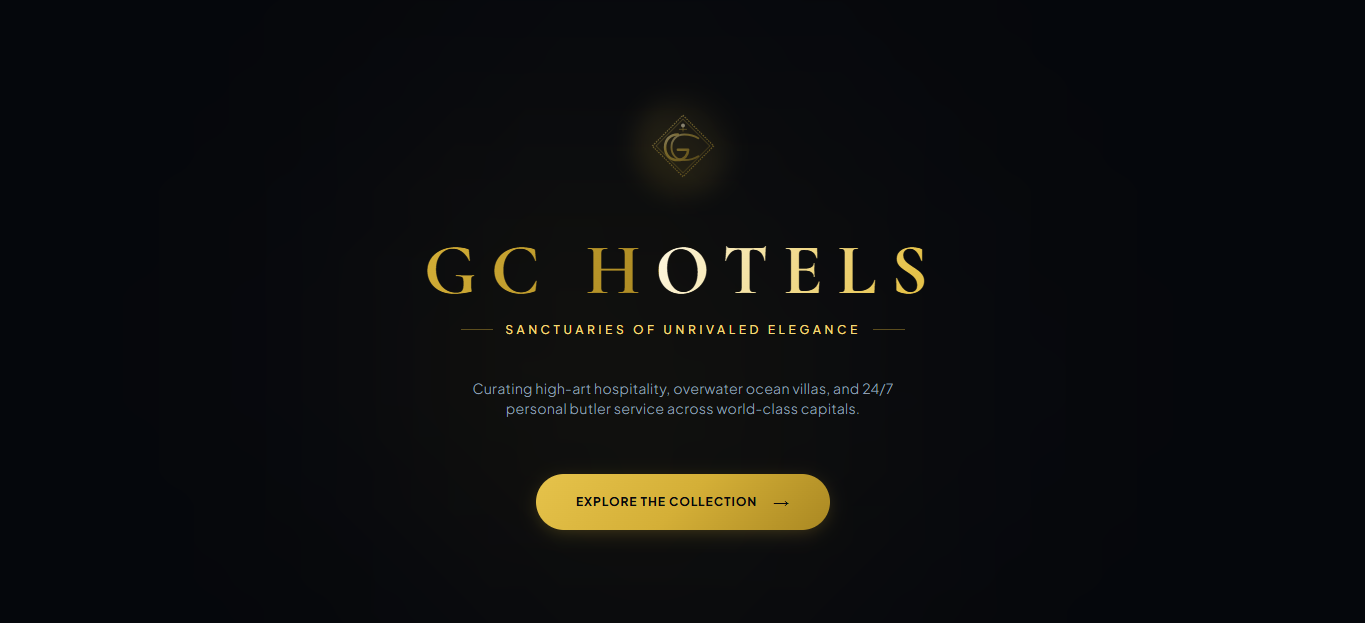 GC
GC HOTELS
SANCTUARIES OF UNRIVALED ELEGANCE
Curating high-art hospitality, overwater ocean villas, and 24/7
personal butler service across world-class capitals.
EXPLORE THE COLLECTION →